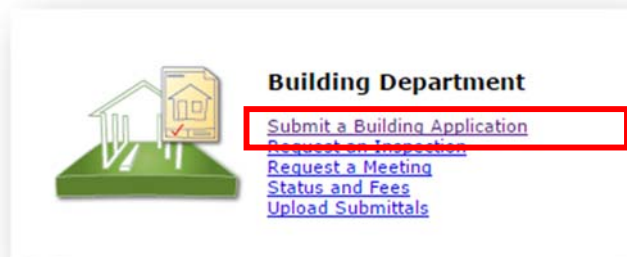 Building Department
Submit a Building Application
Request an Inspection
Request a Meeting
Status and Fees
Upload Submittals